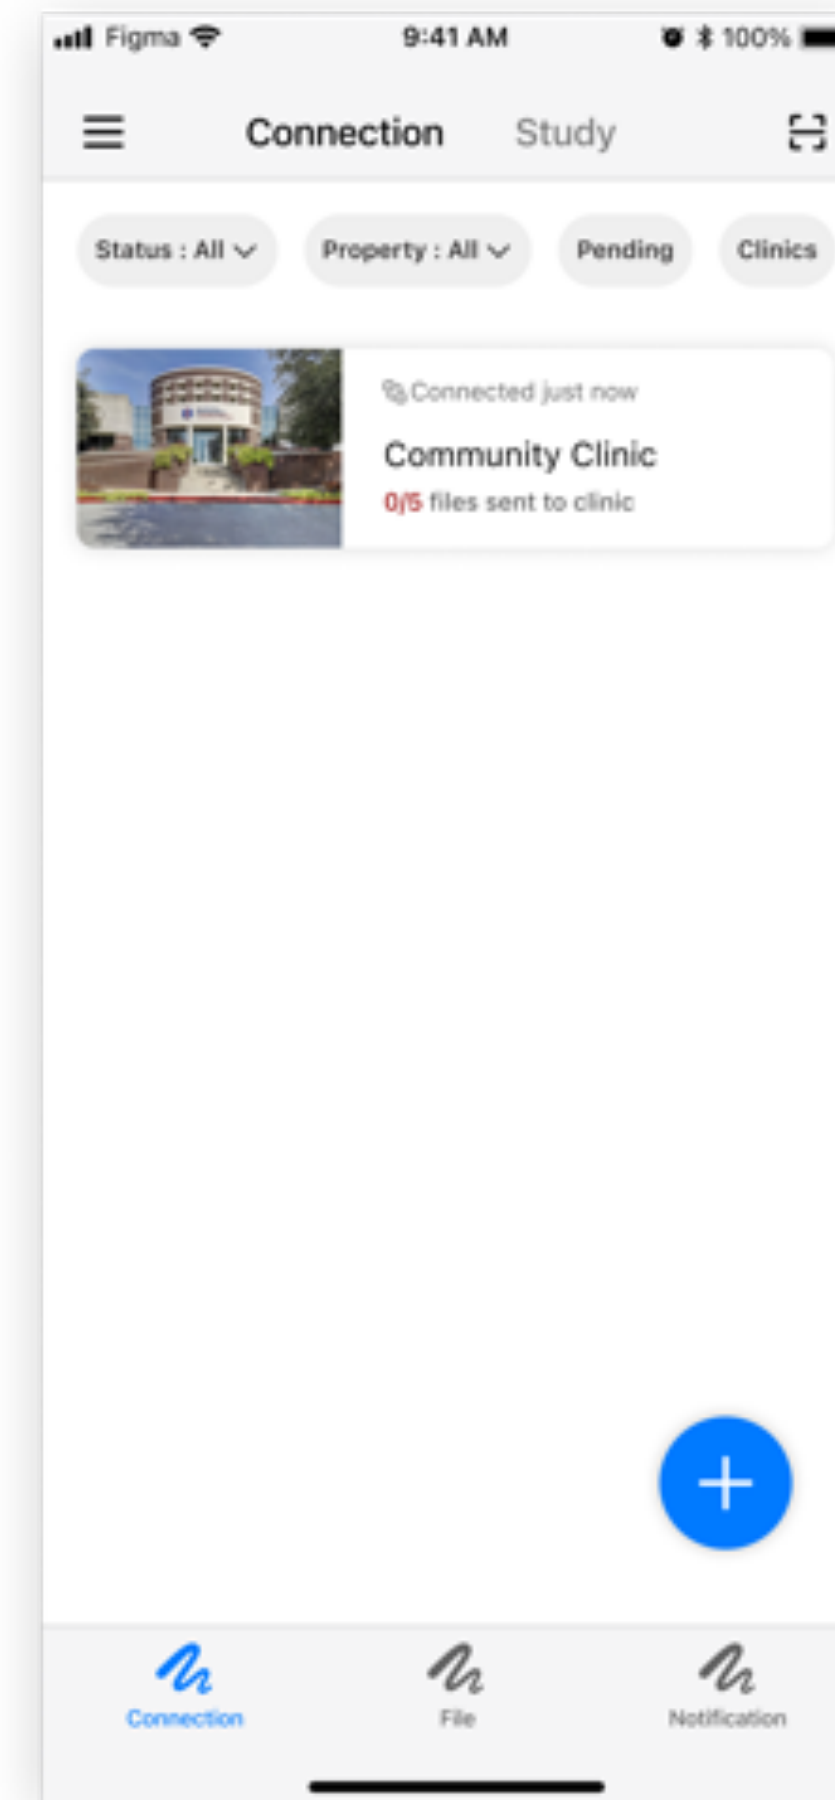 Figma 9:41 AM 100%
Connection Study
Status : All Property : All Pending Clinics
Connected just now
Community Clinic
0/5 files sent to clinic
Connection File Notification